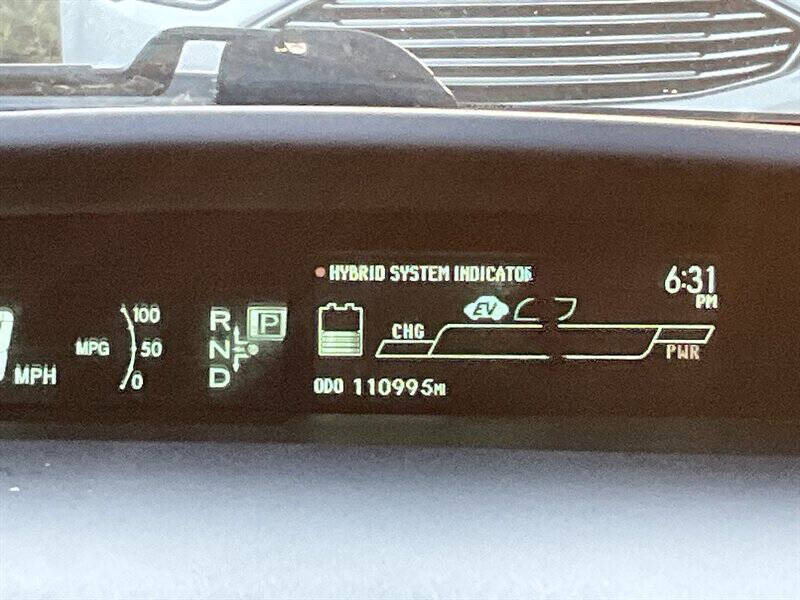 HYBRID SYSTEM INDICATOR
6:31
PM
EV
100
R P
CHG
MPG 50
N
PWR
MPH
0
D
ODO 110995MI